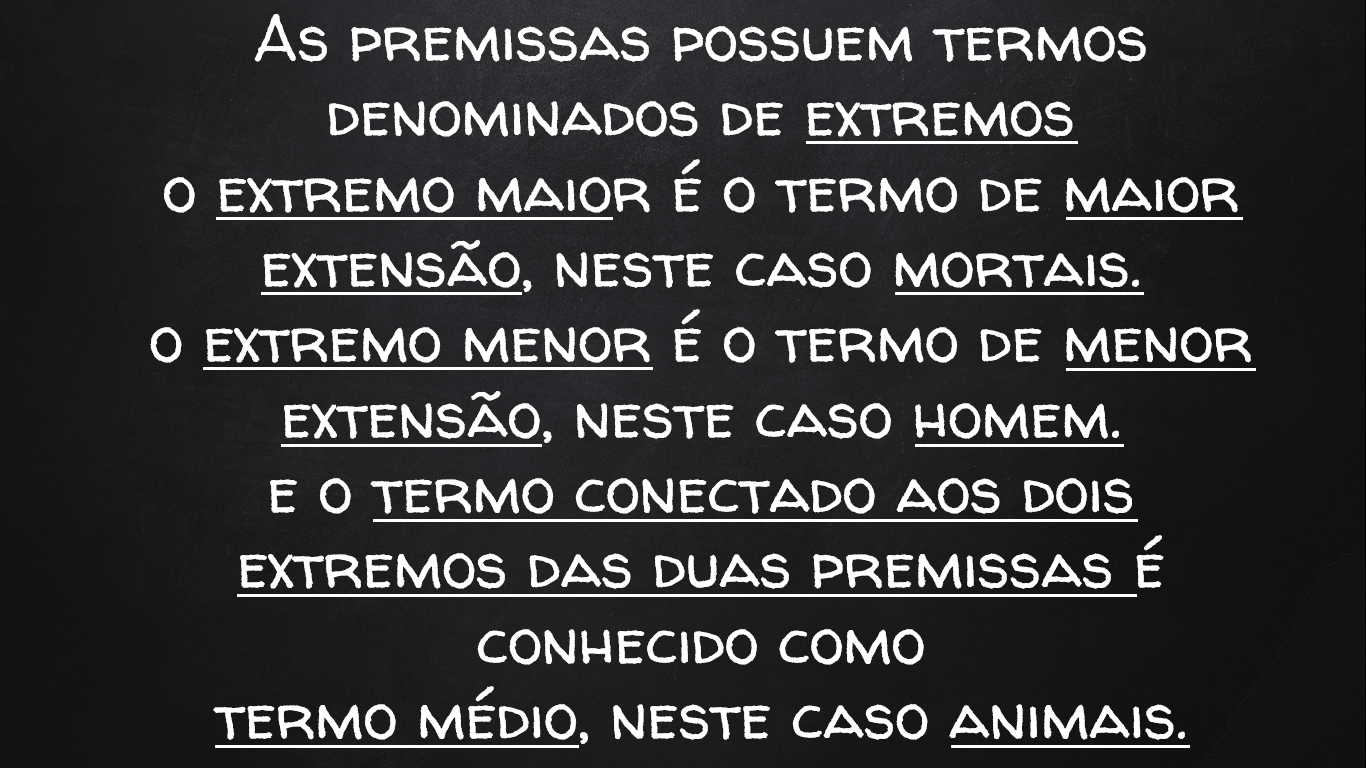 As premissas possuem termos
denominados de extremos
o extremo maior é o termo de maior
extensão, neste caso mortais.
o extremo menor é o termo de menor
extensão, neste caso homem.
e o termo conectado aos dois
extremos das duas premissas é
conhecido como
termo médio, neste caso animais.